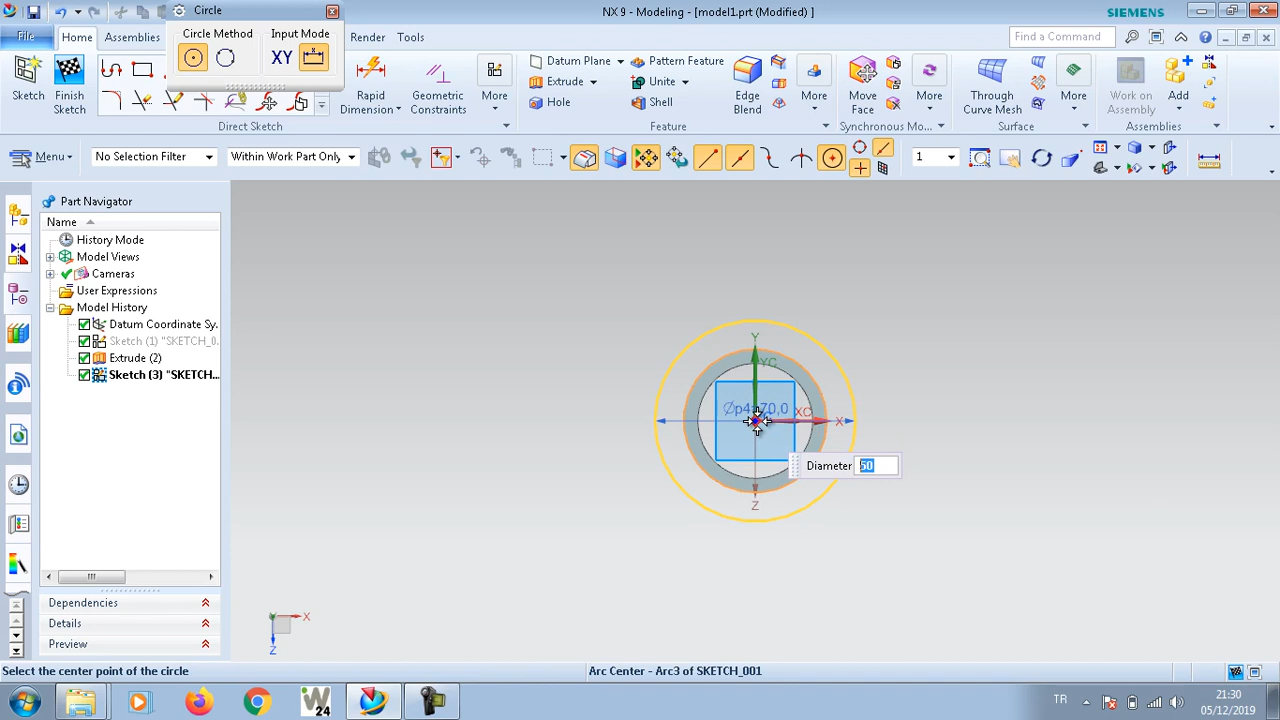 Circle
NX 9 - Modeling - [model1.prt (Modified) ]
SIEMENS
File
Home
Assemblies
Circle Method
Input Mode
XY
Render
Tools
Find a Command
Sketch
Finish Sketch
Rapid Dimension
Geometric Constraints
More
Datum Plane
Extrude
Hole
Pattern Feature
Unite
Shell
Edge Blend
More
Move Face
More
Through Curve Mesh
More
Work on Assembly
Add
Direct Sketch
Feature
Synchronous Mo...
Surface
Assemblies
Menu
No Selection Filter
Within Work Part Only
1
Part Navigator
Name
History Mode
Model Views
Cameras
User Expressions
Model History
Datum Coordinate Sy...
Sketch (1) "SKETCH_0...
Extrude (2)
Sketch (3) "SKETCH...
Y
YC
XC
X
Z
Diameter 50
X
Z
Dependencies
Details
Preview
Select the center point of the circle
Arc Center - Arc3 of SKETCH_001
24
TR
21:30
05/12/2019